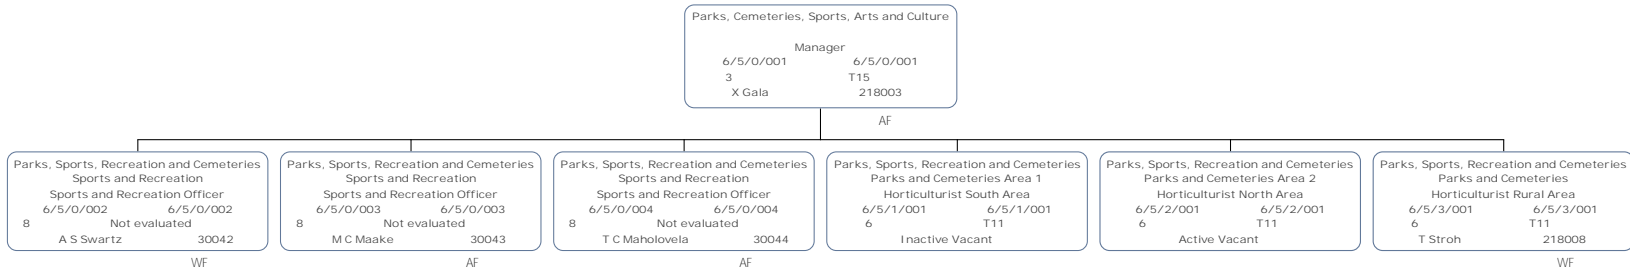 Parks, Cemeteries, Sports, Arts and Culture
Manager
6/5/0/001 6/5/0/001
3 T15
X Gala 218003
AF
Parks, Sports, Recreation and Cemeteries
Sports and Recreation
Sports and Recreation Officer
6/5/0/002 6/5/0/002
8 Not evaluated
A S Swartz 30042
WF
Parks, Sports, Recreation and Cemeteries
Sports and Recreation
Sports and Recreation Officer
6/5/0/003 6/5/0/003
8 Not evaluated
M C Maake 30043
AF
Parks, Sports, Recreation and Cemeteries
Sports and Recreation
Sports and Recreation Officer
6/5/0/004 6/5/0/004
8 Not evaluated
T C Maholovela 30044
AF
Parks, Sports, Recreation and Cemeteries
Parks and Cemeteries Area 1
Horticulturist South Area
6/5/1/001 6/5/1/001
6 T11
Inactive Vacant
Parks, Sports, Recreation and Cemeteries
Parks and Cemeteries Area 2
Horticulturist North Area
6/5/2/001 6/5/2/001
6 T11
Active Vacant
Parks, Sports, Recreation and Cemeteries
Parks and Cemeteries
Horticulturist Rural Area
6/5/3/001 6/5/3/001
6 T11
T Stroh 218008
WF